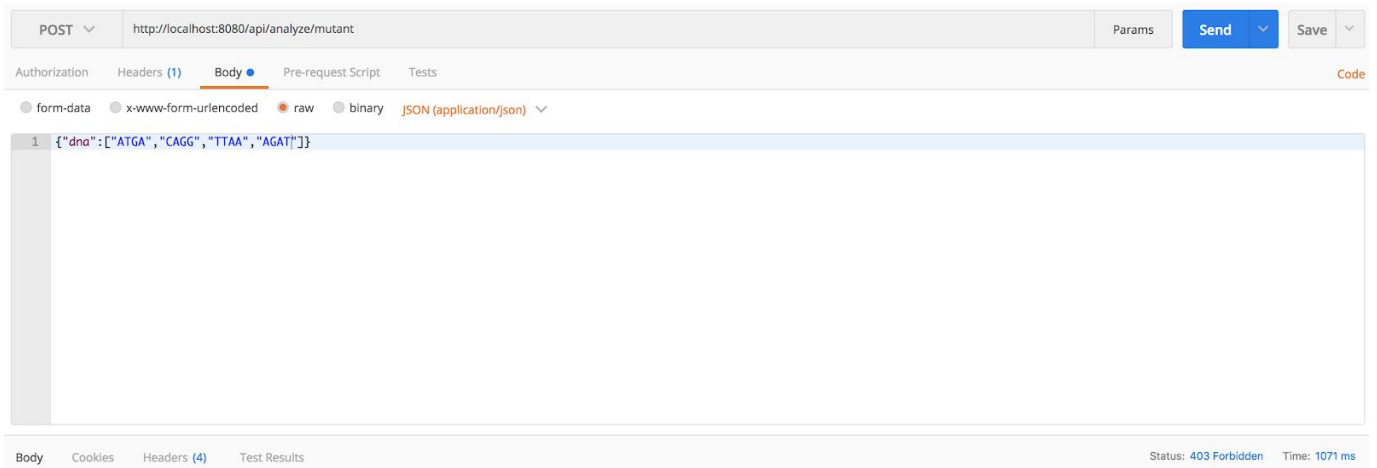 POST http://localhost:8080/api/analyze/mutant Params Send Save
Authorization Headers (1) Body Pre-request Script Tests Code
form-data x-www-form-urlencoded raw binary JSON (application/json)
1 {"dna":["ATGA","CAGG","TTAA","AGAT"]}
Body Cookies Headers (4) Test Results Status: 403 Forbidden Time: 1071 ms